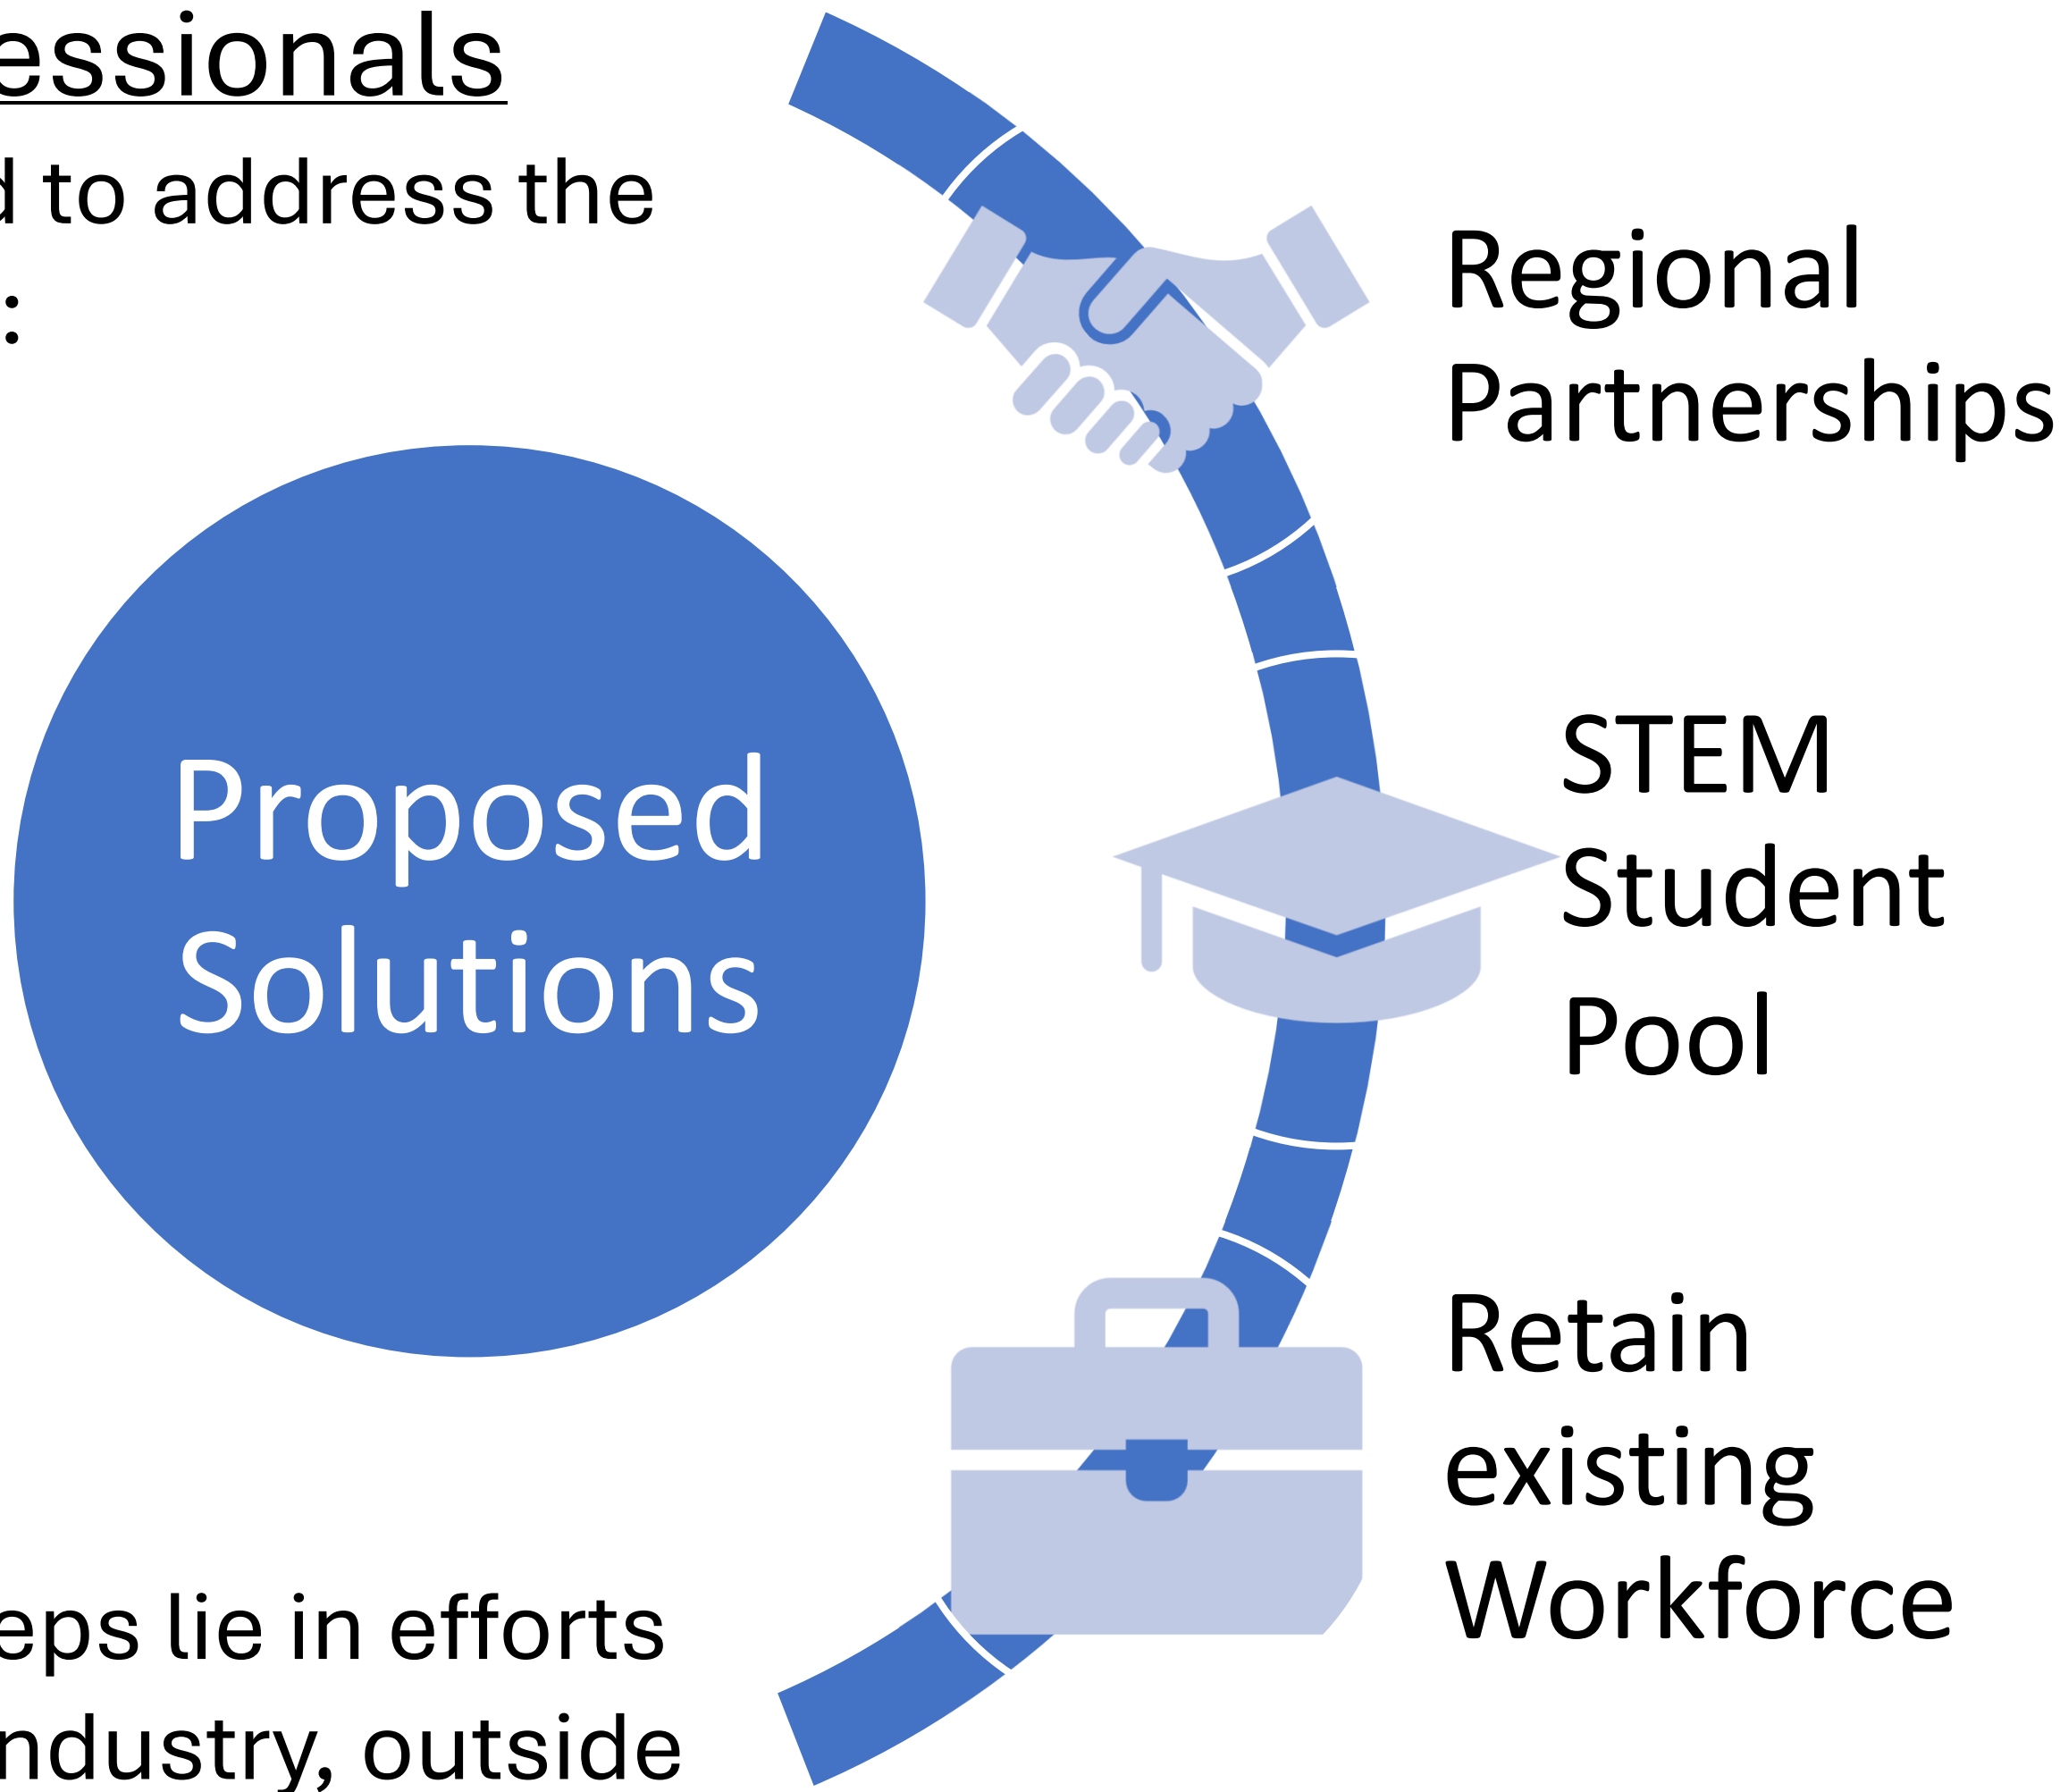 essionals
to address the
:
Proposed
Solutions
Regional
Partnerships
STEM
Student
Pool
Retain
existing
Workforce
eps lie in efforts
ndustry, outside